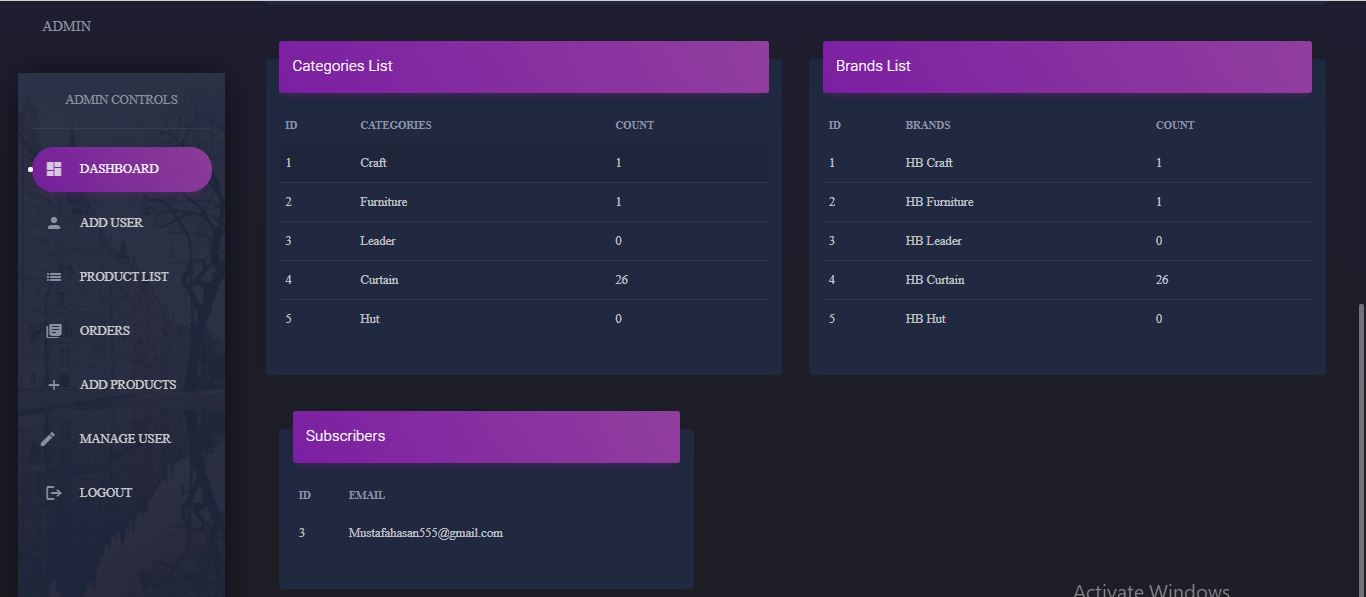 ADMIN
ADMIN CONTROLS
DASHBOARD
ADD USER
PRODUCT LIST
ORDERS
ADD PRODUCTS
MANAGE USER
LOGOUT
Categories List
ID CATEGORIES COUNT
1 Craft 1
2 Furniture 1
3 Leader 0
4 Curtain 26
5 Hut 0
Brands List
ID BRANDS COUNT
1 HB Craft 1
2 HB Furniture 1
3 HB Leader 0
4 HB Curtain 26
5 HB Hut 0
Subscribers
ID EMAIL
3 Mustafahasan555@gmail.com
Activate Windows